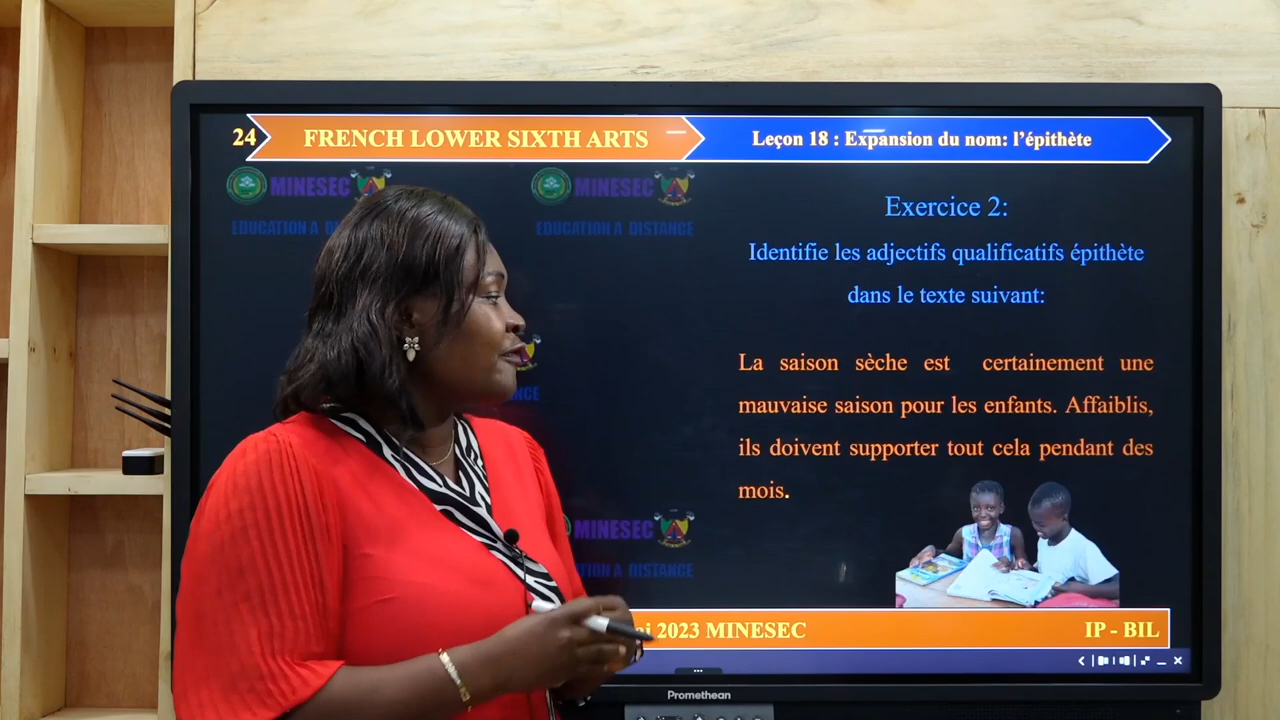 24
FRENCH LOWER SIXTH ARTS
Leçon 18 : Expansion du nom: l'épithète
MINESEC
MINESEC
EDUCATION A
EDUCATION A DISTANCE
Exercice 2:
Identifie les adjectifs qualificatifs épithète
dans le texte suivant:
La saison sèche est certainement une
mauvaise saison pour les enfants. Affaiblis,
ils doivent supporter tout cela pendant des
mois.
MINESEC
DISTANCE
2023 MINESEC
IP - BIL
Promethean